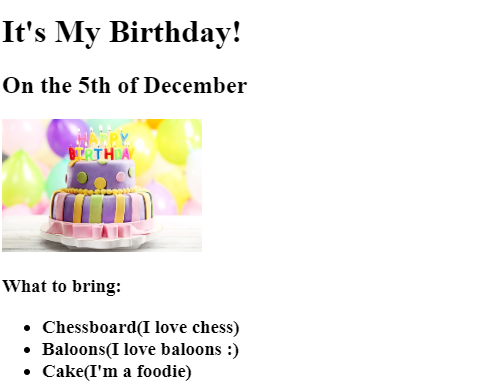 It's My Birthday!
On the 5th of December
HAPPY
BIRTHDAY
What to bring:
Chessboard(I love chess)
Baloons(I love baloons :)
Cake(I'm a foodie)